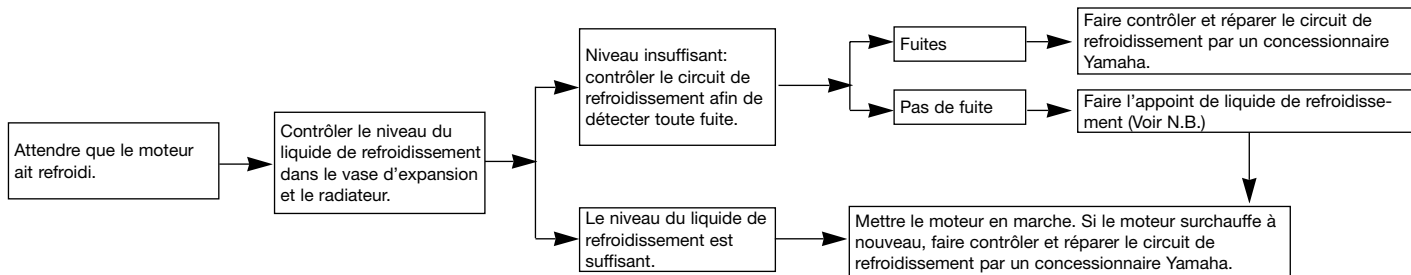 Attendre que le moteur
ait refroidi.
Contrôler le niveau du
liquide de refroidissement
dans le vase d’expansion
et le radiateur.
Niveau insuffisant:
contrôler le circuit de
refroidissement afin de
détecter toute fuite.
Fuites
Faire contrôler et réparer le circuit de
refroidissement par un concessionnaire
Yamaha.
Pas de fuite
Faire l’appoint de liquide de refroidisse-
ment (Voir N.B.)
Le niveau du liquide de
refroidissement est
suffisant.
Mettre le moteur en marche. Si le moteur surchauffe à
nouveau, faire contrôler et réparer le circuit de
refroidissement par un concessionnaire Yamaha.